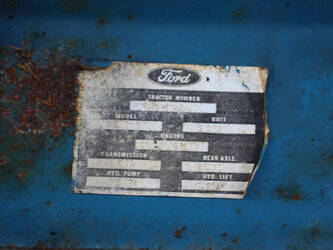 Ford
TRACTOR NUMBER
MODEL UNIT
ENGINE
TRANSMISSION REAR AXLE
HYD. PUMP HYD. LIFT